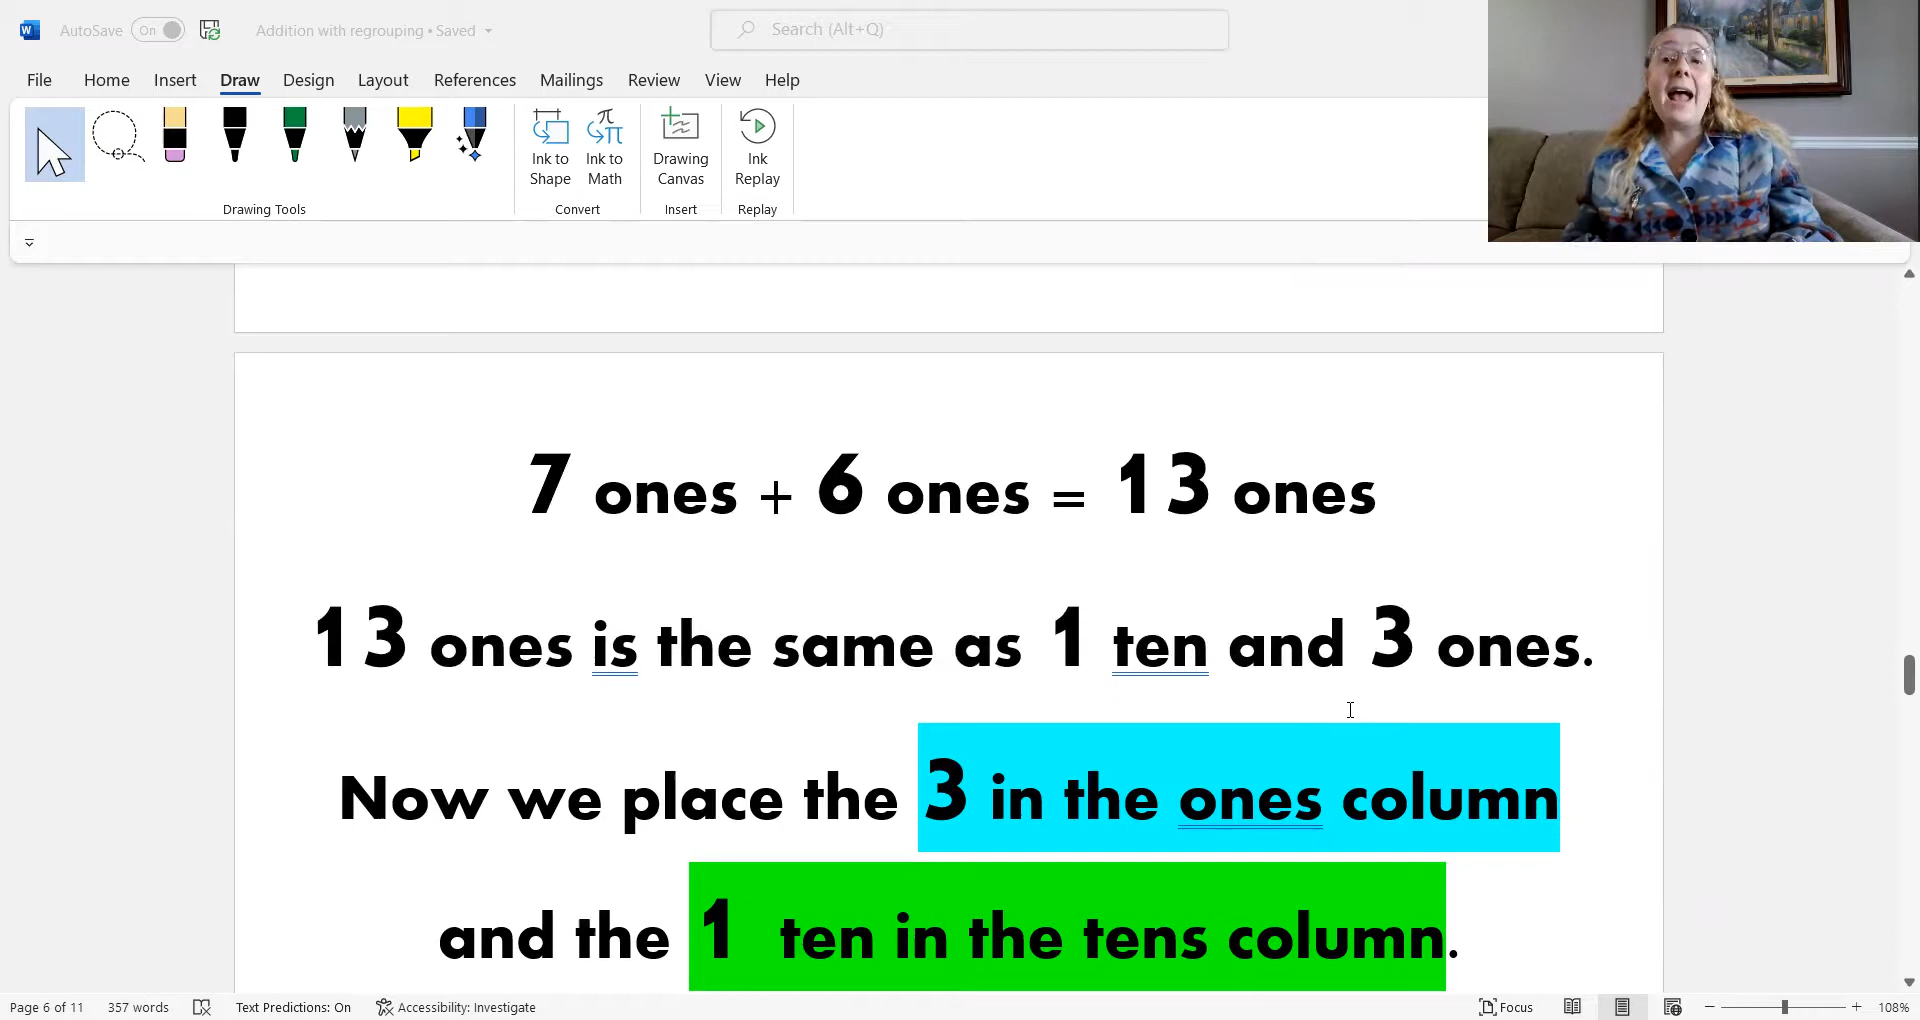 AutoSave On Addition with regrouping • Saved Search (Alt+Q)
File Home Insert Draw Design Layout References Mailings Review View Help
Ink to Shape
Ink to Math
Drawing Canvas
Ink Replay
Drawing Tools Convert Insert Replay
7 ones + 6 ones = 13 ones
13 ones is the same as 1 ten and 3 ones.
Now we place the 3 in the ones column
and the 1 ten in the tens column.
Page 6 of 11 357 words Text Predictions: On Accessibility: Investigate Focus 108%